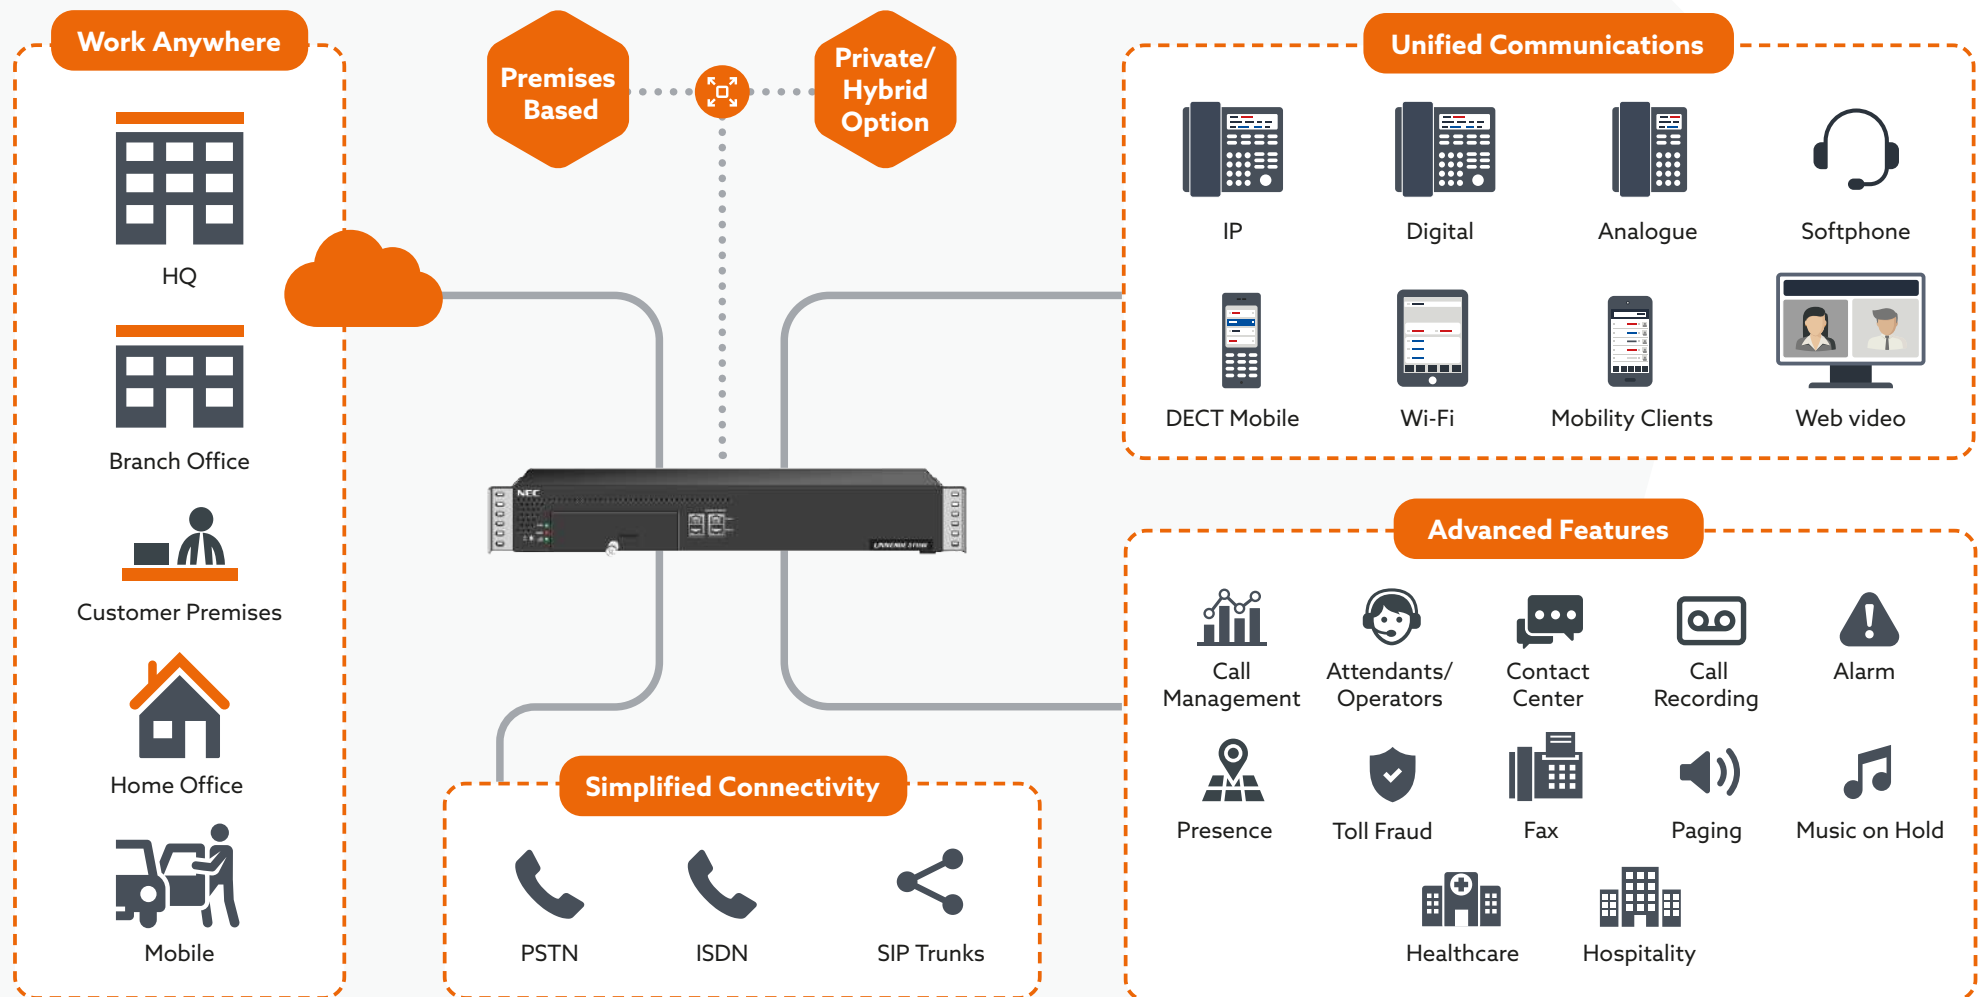 Work Anywhere
HQ
Branch Office
Customer Premises
Home Office
Mobile
Premises
Based
Private/
Hybrid
Option
NEC
Simplified Connectivity
PSTN
ISDN
SIP Trunks
Unified Communications
IP
Digital
Analogue
Softphone
DECT Mobile
Wi-Fi
Mobility Clients
Web video
Advanced Features
Call
Management
Attendants/
Operators
Contact
Center
Call
Recording
Alarm
Presence
Toll Fraud
Fax
Paging
Music on Hold
Healthcare
Hospitality